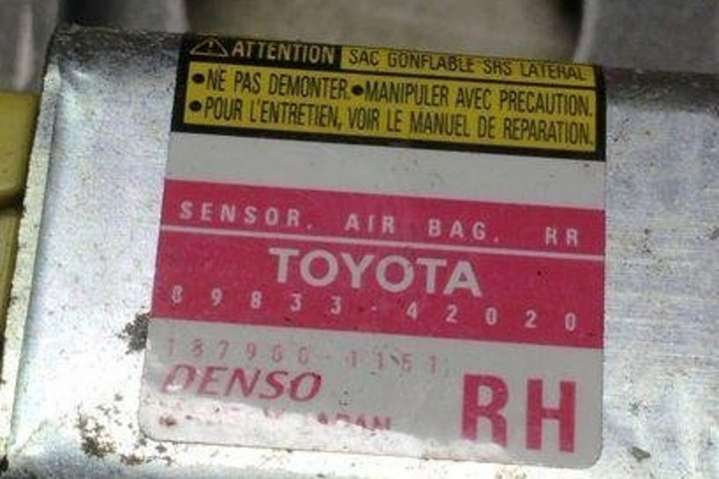 ATTENTION SAC GONFLABLE SRS LATERAL
•NE PAS DEMONTER.•MANIPULER AVEC PRECAUTION.
•POUR L'ENTRETIEN, VOIR LE MANUEL DE REPARATION.
SENSOR, AIR BAG, RR
TOYOTA
89833-42020
DENSO
JAPAN
RH